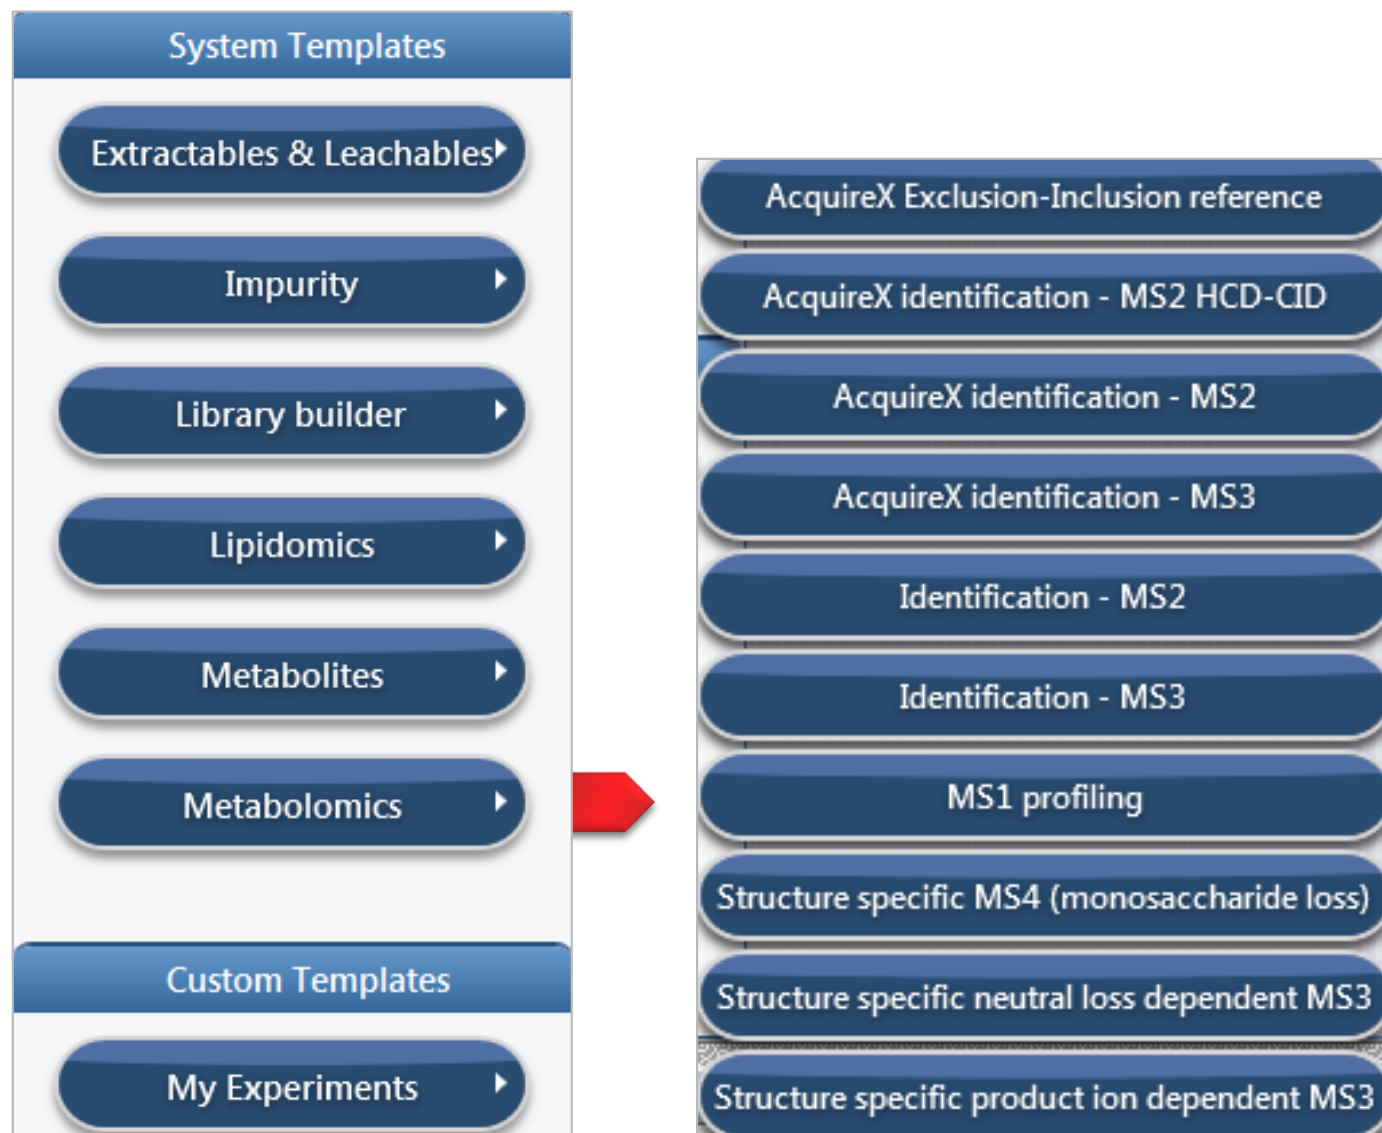 System Templates
Extractables & Leachables
Impurity
Library builder
Lipidomics
Metabolites
Metabolomics
Custom Templates
My Experiments
AcquireX Exclusion-Inclusion reference
AcquireX identification - MS2 HCD-CID
AcquireX identification - MS2
AcquireX identification - MS3
Identification - MS2
Identification - MS3
MS1 profiling
Structure specific MS4 (monosaccharide loss)
Structure specific neutral loss dependent MS3
Structure specific product ion dependent MS3